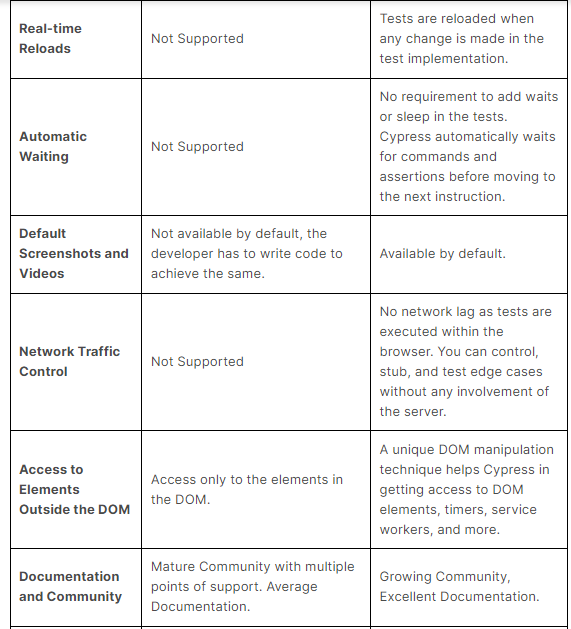 Real-time
Reloads
Not Supported
Tests are reloaded when
any change is made in the
test implementation.
Automatic
Waiting
Not Supported
No requirement to add waits
or sleep in the tests.
Cypress automatically waits
for commands and
assertions before moving to
the next instruction.
Default
Screenshots and
Videos
Not available by default, the
developer has to write code to
achieve the same.
Available by default.
Network Traffic
Control
Not Supported
No network lag as tests are
executed within the
browser. You can control,
stub, and test edge cases
without any involvement of
the server.
Access to
Elements
Outside the DOM
Access only to the elements in
the DOM.
A unique DOM manipulation
technique helps Cypress in
getting access to DOM
elements, timers, service
workers, and more.
Documentation
and Community
Mature Community with multiple
points of support. Average
Documentation.
Growing Community,
Excellent Documentation.